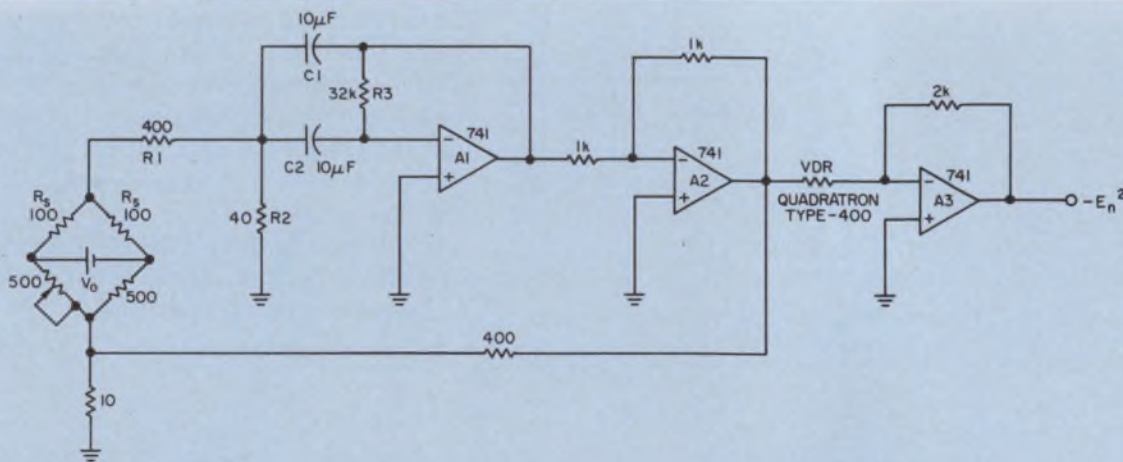 10μF
C1
1k
32k R3
2k
400
R1
C2 10μF
741
A1
1k
741
A2
VDR
QUADRATRON
TYPE-400
741
A3
-En²
Rs
100
Rs
100
40 R2
500
Vo
500
400
10
-
+
-
+
-
+